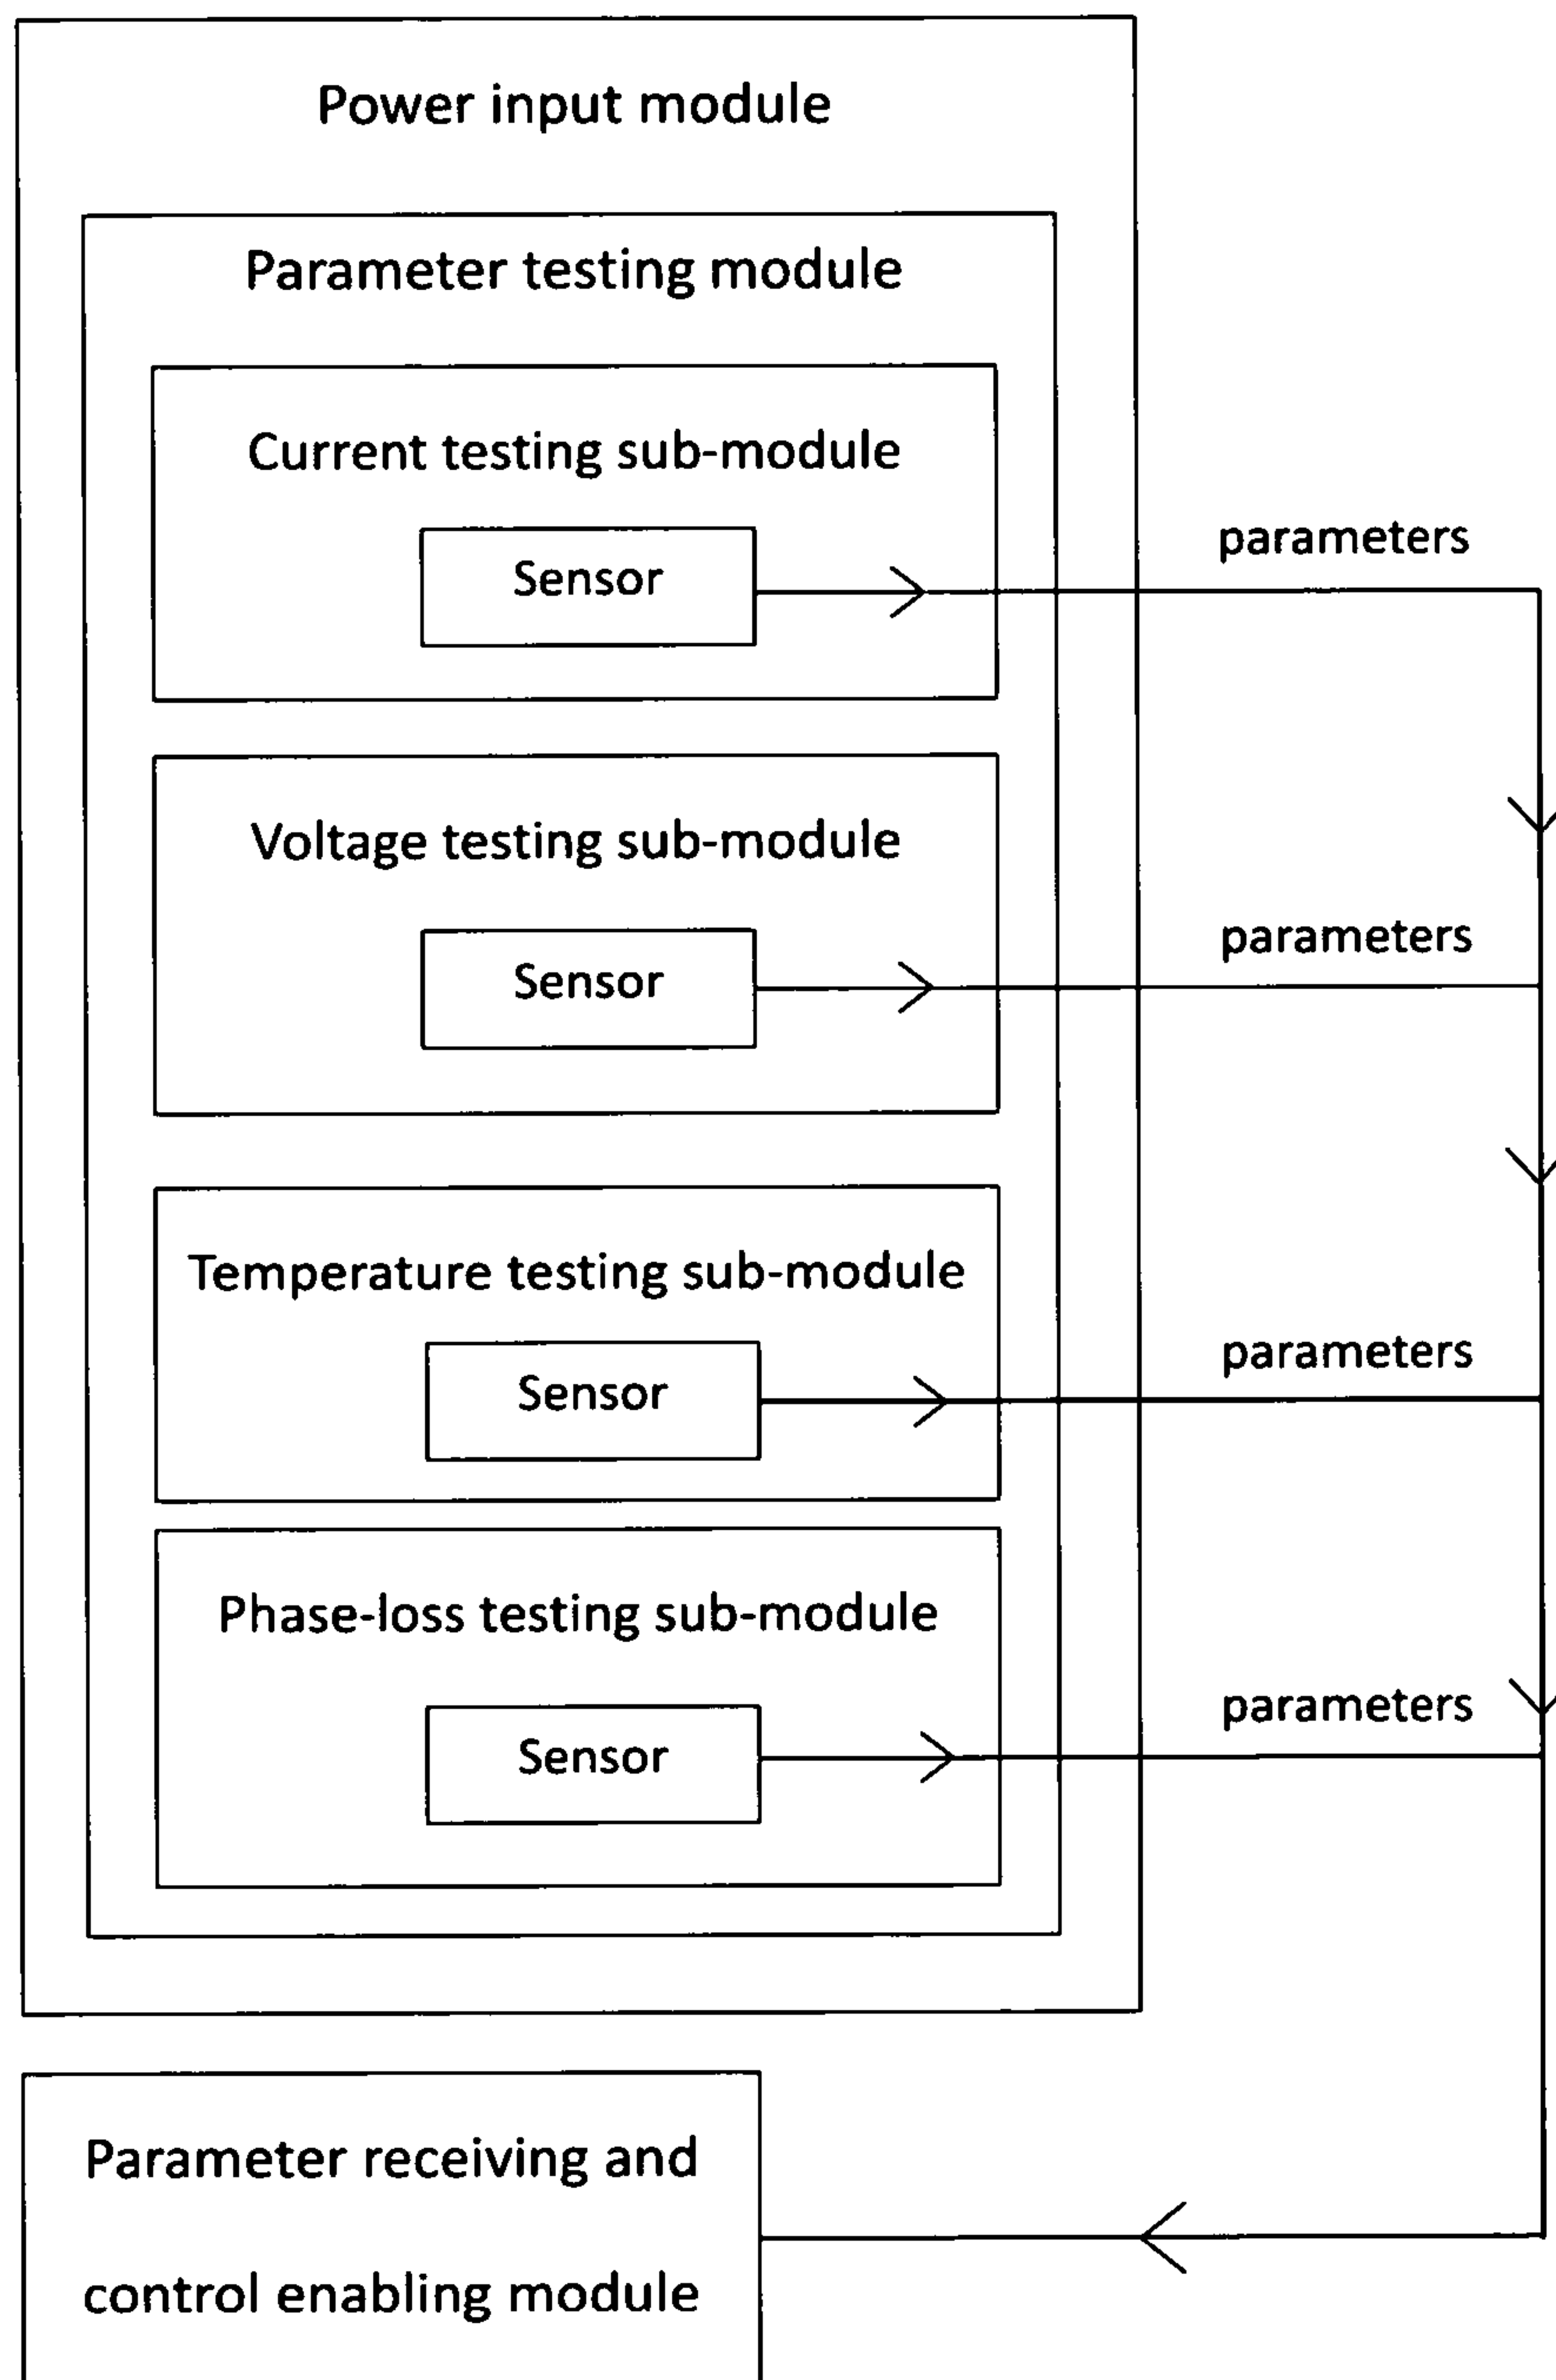 Power input module
Parameter testing module
Current testing sub-module
Sensor
parameters
Voltage testing sub-module
Sensor
parameters
Temperature testing sub-module
Sensor
parameters
Phase-loss testing sub-module
Sensor
parameters
Parameter receiving and
control enabling module